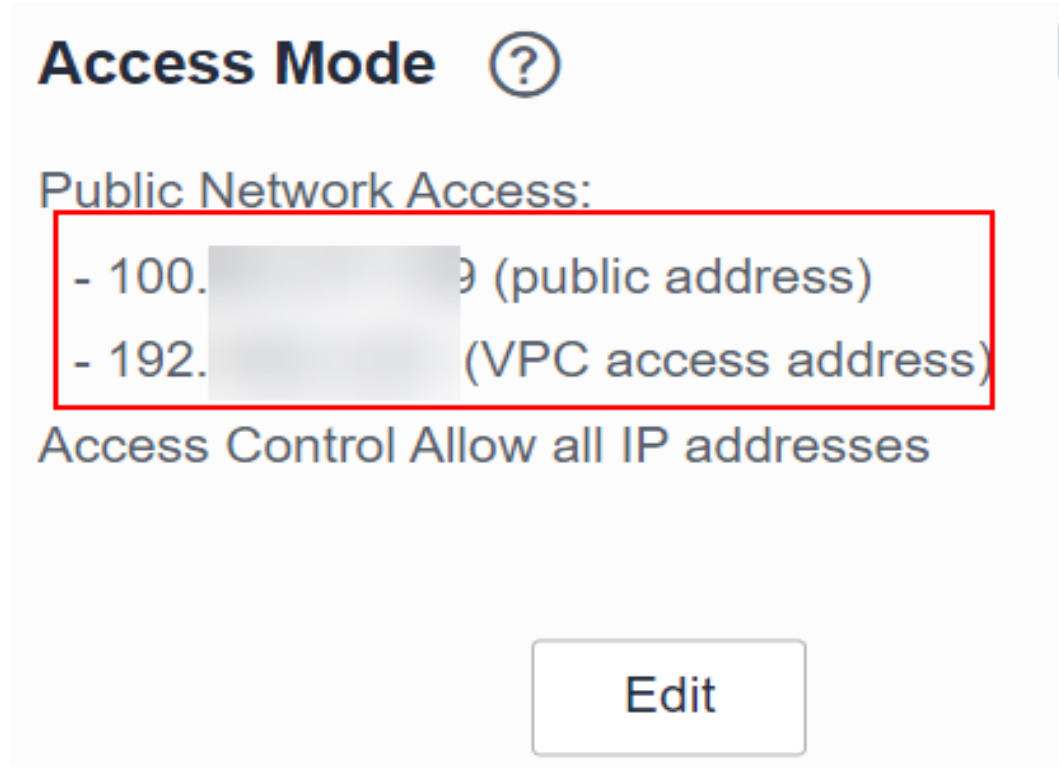 Access Mode ?
Public Network Access:
- 100. 9 (public address)
- 192. (VPC access address)
Access Control Allow all IP addresses
Edit